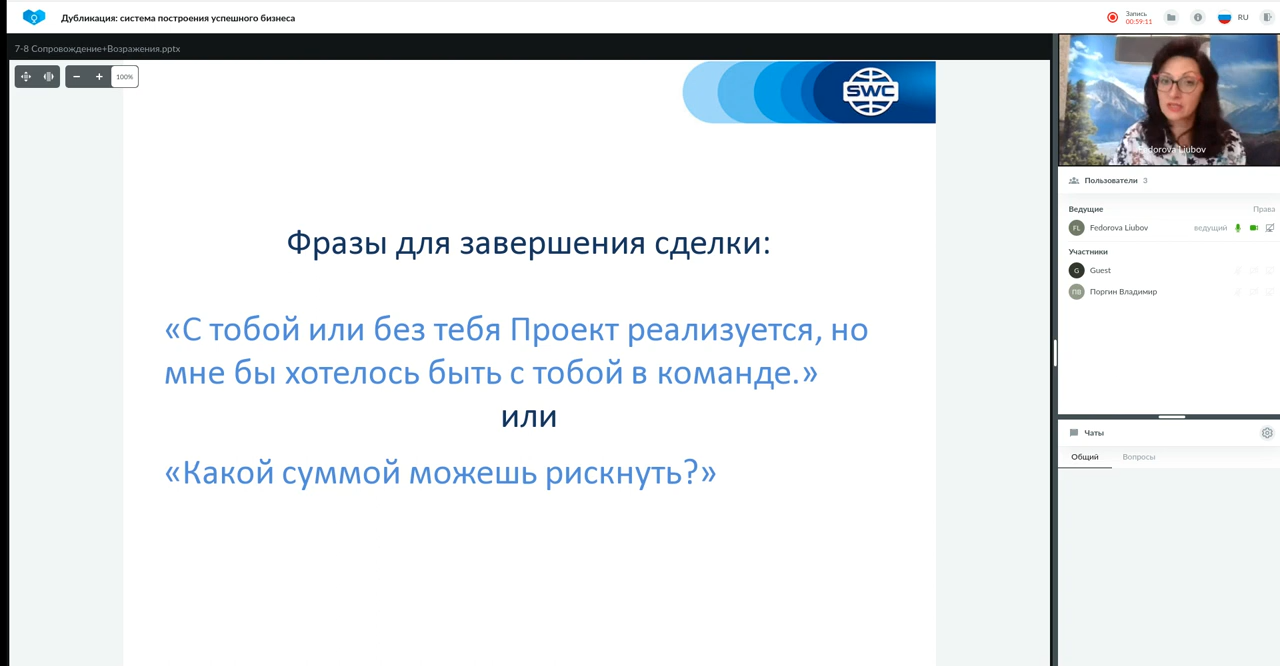 Дубликация: система построения успешного бизнеса
Запись
00:59:11
RU
7-8 Сопровождение+Возражения.pptx
100%
SWC
Фразы для завершения сделки:
«С тобой или без тебя Проект реализуется, но
мне бы хотелось быть с тобой в команде.»
или
«Какой суммой можешь рискнуть?»
Fedorova Liubov
Пользователи 3
Ведущие Права
FL Fedorova Liubov ведущий
Участники
G Guest
ПВ Поргин Владимир
Чаты
Общий Вопросы